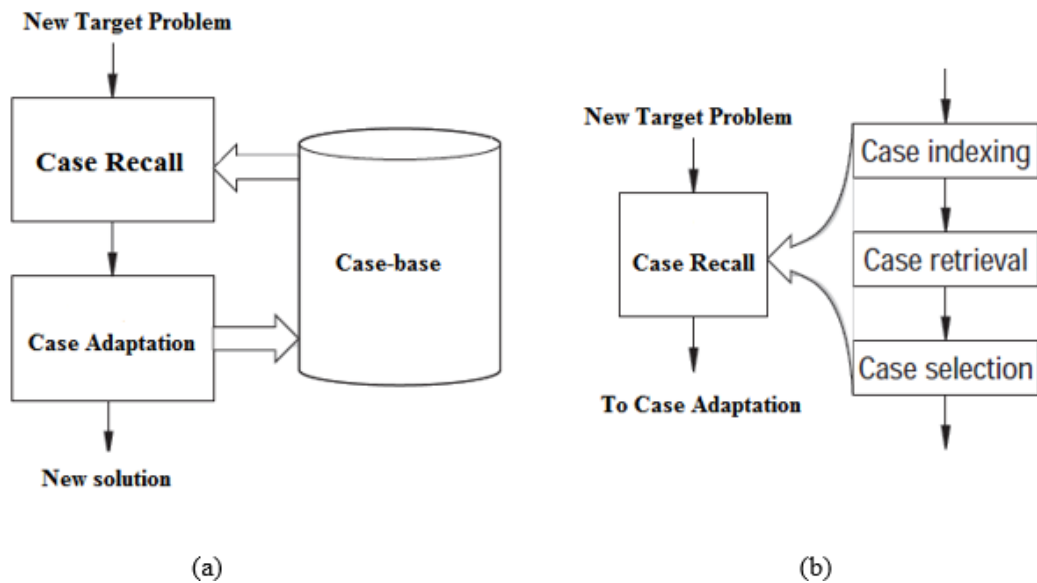 New Target Problem
Case Recall
Case-base
Case Adaptation
New solution
(a)
New Target Problem
Case Recall
To Case Adaptation
Case indexing
Case retrieval
Case selection
(b)